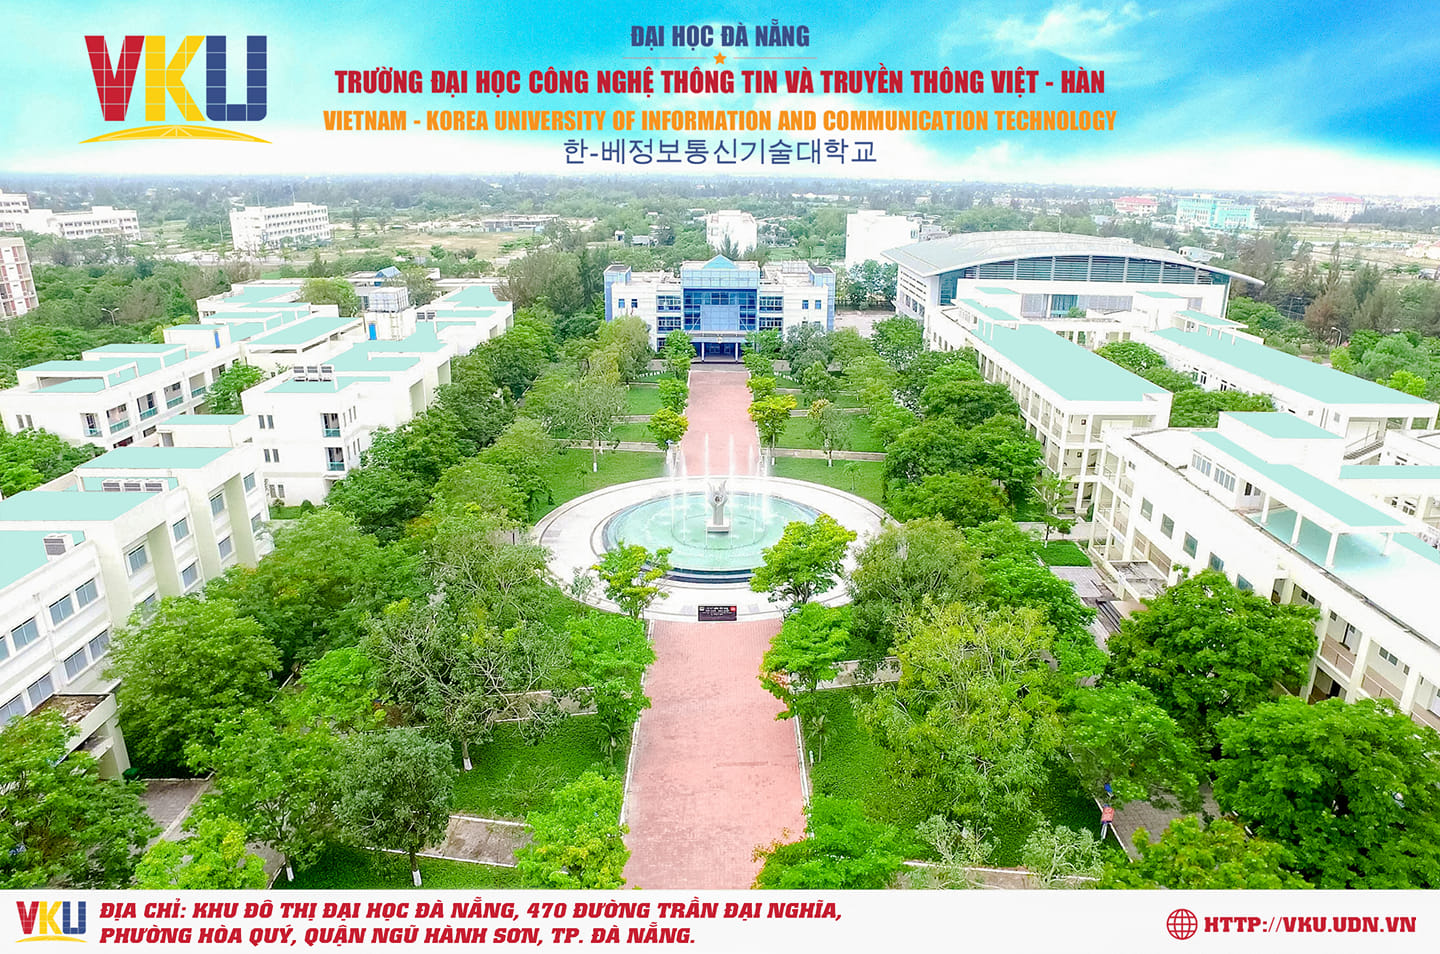 VKU
ĐẠI HỌC ĐÀ NẴNG
TRƯỜNG ĐẠI HỌC CÔNG NGHỆ THÔNG TIN VÀ TRUYỀN THÔNG VIỆT - HÀN
VIETNAM - KOREA UNIVERSITY OF INFORMATION AND COMMUNICATION TECHNOLOGY
한-베정보통신기술대학교
VKU
ĐỊA CHỈ: KHU ĐÔ THỊ ĐẠI HỌC ĐÀ NẴNG, 470 ĐƯỜNG TRẦN ĐẠI NGHĨA,
PHƯỜNG HÒA QUÝ, QUẬN NGŨ HÀNH SƠN, TP. ĐÀ NẴNG.
HTTP://VKU.UDN.VN